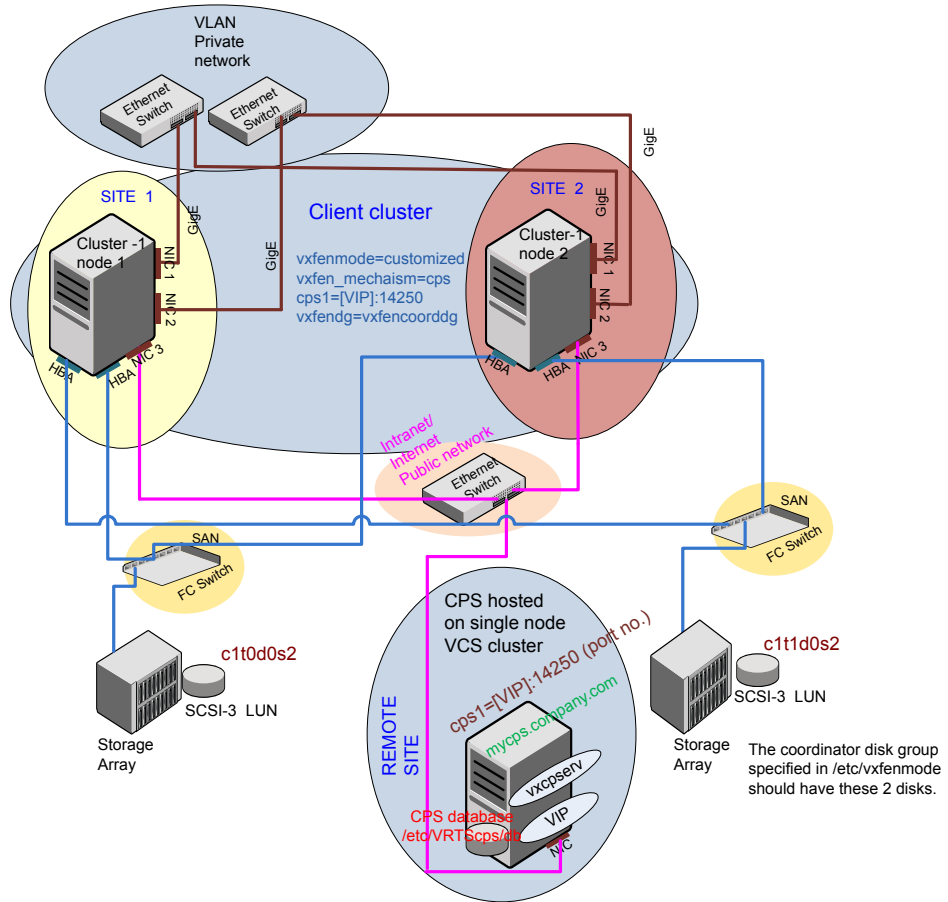 VLAN
Private
network
Ethernet
Switch
Ethernet
Switch
GigE
SITE 1
Client cluster
SITE 2
GigE
GigE
GigE
Cluster -1
node 1
NIC 1
NIC 2
vxfenmode=customized
vxfen_mechaism=cps
cps1=[VIP]:14250
vxfendg=vxfencoorddg
Cluster-1
node 2
NIC 1
NIC 2
HBA
HBA
NIC 3
HBA
HBA
NIC 3
Intranet/
Internet
Public network
Ethernet
Switch
SAN
FC Switch
SAN
FC Switch
CPS hosted
on single node
VCS cluster
c1t0d0s2
SCSI-3 LUN
Storage
Array
cps1=[VIP]:14250 (port no.)
mycps.company.com
REMOTE
SITE
vxcpserv
CPS database
/etc/VRTScps/db
VIP
NIC
c1t1d0s2
SCSI-3 LUN
Storage
Array
The coordinator disk group
specified in /etc/vxfenmode
should have these 2 disks.